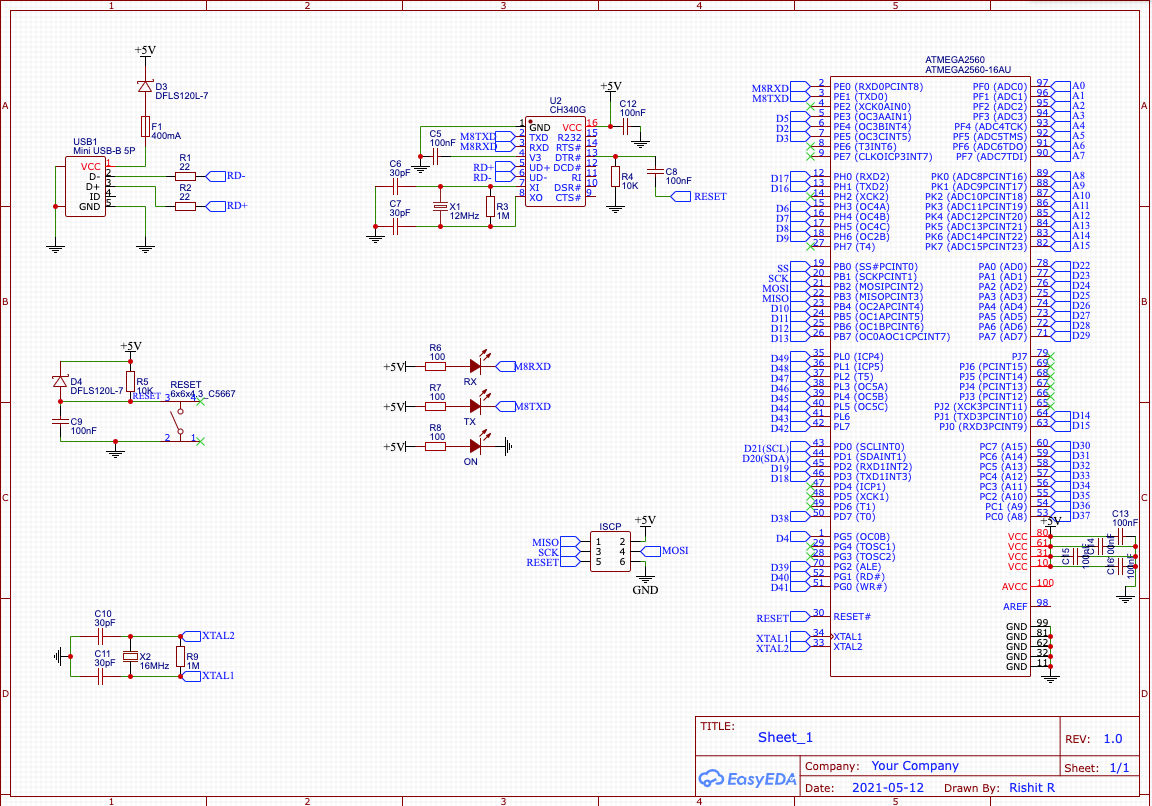 1 2 3 4 5
A
B
C
D
+5V
D3
DFLS120L-7
F1
400mA
USB1
Mini USB-B 5P
VCC 1
D- 2
D+ 3
ID 4
GND 5
R1
22
RD-
R2
22
RD+
U2
CH340G
+5V
C12
100nF
C5
100nF
M8TXD
M8RXD
RD+
RD-
1 GND
2 TXD
3 RXD
4 V3
5 UD+
6 UD-
7 XI
8 XO
VCC 16
R232 15
RTS# 14
DTR# 13
DCD# 12
RI 11
DSR# 10
CTS# 9
C6
30pF
C7
30pF
X1
12MHz
R3
1M
R4
10K
C8
100nF
RESET
+5V
D4
DFLS120L-7
R5
10K
RESET
RESET
6x6x4.3_C5667
3 4
2 1
C9
100nF
R6
100
+5V
RX
M8RXD
R7
100
+5V
TX
M8TXD
R8
100
+5V
ON
ISCP
+5V
MISO 1 2
SCK 3 4 MOSI
RESET 5 6
GND
C10
30pF
C11
30pF
X2
16MHz
R9
1M
XTAL2
XTAL1
ATMEGA2560
ATMEGA2560-16AU
M8RXD 2 PE0 (RXD0PCINT8)
M8TXD 3 PE1 (TXD0)
4 PE2 (XCK0AIN0)
D5 5 PE3 (OC3AAIN1)
D2 6 PE4 (OC3BINT4)
D3 7 PE5 (OC3CINT5)
8 PE6 (T3INT6)
9 PE7 (CLKOICP3INT7)
D17 12 PH0 (RXD2)
D16 13 PH1 (TXD2)
14 PH2 (XCK2)
D6 15 PH3 (OC4A)
D7 16 PH4 (OC4B)
D8 17 PH5 (OC4C)
D9 18 PH6 (OC2B)
27 PH7 (T4)
SS 19 PB0 (SS#PCINT0)
SCK 20 PB1 (SCKPCINT1)
MOSI 21 PB2 (MOSIPCINT2)
MISO 22 PB3 (MISOPCINT3)
D10 23 PB4 (OC2APCINT4)
D11 24 PB5 (OC1APCINT5)
D12 25 PB6 (OC1BPCINT6)
D13 26 PB7 (OC0AOC1CPCINT7)
D49 35 PL0 (ICP4)
D48 36 PL1 (ICP5)
D47 37 PL2 (T5)
D46 38 PL3 (OC5A)
D45 39 PL4 (OC5B)
D44 40 PL5 (OC5C)
D43 41 PL6
D42 42 PL7
D21(SCL) 43 PD0 (SCLINT0)
D20(SDA) 44 PD1 (SDAINT1)
D19 45 PD2 (RXD1INT2)
D18 46 PD3 (TXD1INT3)
47 PD4 (ICP1)
48 PD5 (XCK1)
49 PD6 (T1)
D38 50 PD7 (T0)
D4 1 PG5 (OC0B)
29 PG4 (TOSC1)
28 PG3 (TOSC2)
D39 70 PG2 (ALE)
D40 52 PG1 (RD#)
D41 51 PG0 (WR#)
RESET 30 RESET#
XTAL1 34 XTAL1
XTAL2 33 XTAL2
PF0 (ADC0) 97 A0
PF1 (ADC1) 96 A1
PF2 (ADC2) 95 A2
PF3 (ADC3) 94 A3
PF4 (ADC4TCK) 93 A4
PF5 (ADC5TMS) 92 A5
PF6 (ADC6TDO) 91 A6
PF7 (ADC7TDI) 90 A7
PK0 (ADC8PCINT16) 89 A8
PK1 (ADC9PCINT17) 88 A9
PK2 (ADC10PCINT18) 87 A10
PK3 (ADC11PCINT19) 86 A11
PK4 (ADC12PCINT20) 85 A12
PK5 (ADC13PCINT21) 84 A13
PK6 (ADC14PCINT22) 83 A14
PK7 (ADC15PCINT23) 82 A15
PA0 (AD0) 78 D22
PA1 (AD1) 77 D23
PA2 (AD2) 76 D24
PA3 (AD3) 75 D25
PA4 (AD4) 74 D26
PA5 (AD5) 73 D27
PA6 (AD6) 72 D28
PA7 (AD7) 71 D29
PJ7 79
PJ6 (PCINT15) 69
PJ5 (PCINT14) 68
PJ4 (PCINT13) 67
PJ3 (PCINT12) 66
PJ2 (XCK3PCINT11) 65
PJ1 (TXD3PCINT10) 64 D14
PJ0 (RXD3PCINT9) 63 D15
PC7 (A15) 60 D30
PC6 (A14) 59 D31
PC5 (A13) 58 D32
PC4 (A12) 57 D33
PC3 (A11) 56 D34
PC2 (A10) 55 D35
PC1 (A9) 54 D36
PC0 (A8) 53 D37
+5V
VCC 80
VCC 61
VCC 31
VCC 10
AVCC 100
AREF 98
GND 99
GND 81
GND 62
GND 32
GND 11
C13
100nF
C14
100nF
C15
100nF
C16
100nF
TITLE:
Sheet_1
REV: 1.0
EasyEDA
Company: Your Company
Sheet: 1/1
Date: 2021-05-12 Drawn By: Rishit R
A
B
C
D
1 2 3 4 5